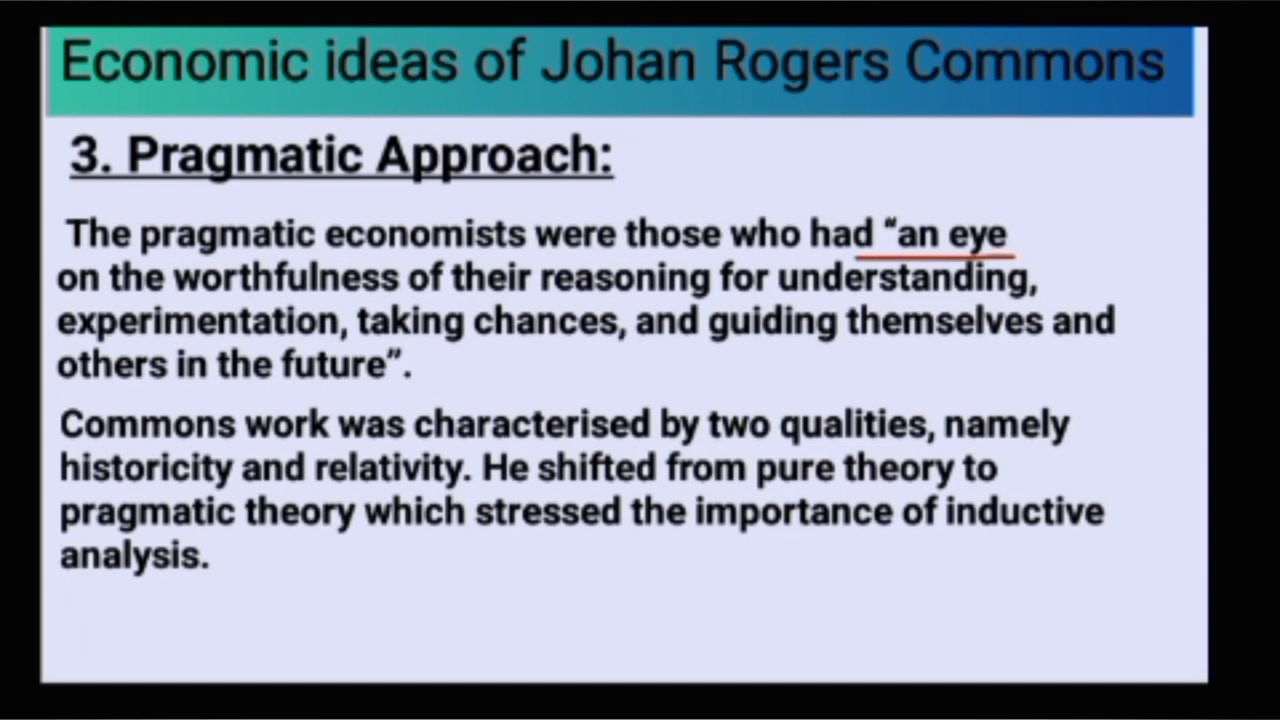 Economic ideas of Johan Rogers Commons
3. Pragmatic Approach:
The pragmatic economists were those who had “an eye
on the worthfulness of their reasoning for understanding,
experimentation, taking chances, and guiding themselves and
others in the future”.
Commons work was characterised by two qualities, namely
historicity and relativity. He shifted from pure theory to
pragmatic theory which stressed the importance of inductive
analysis.